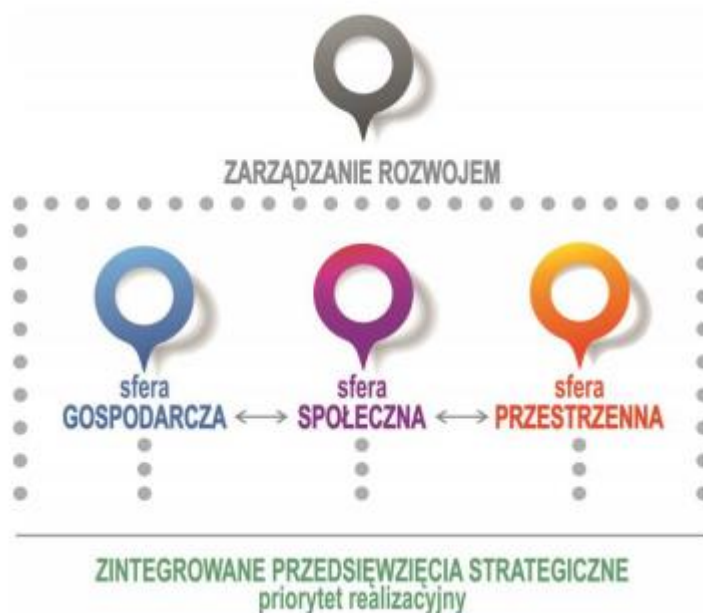 ZARZĄDZANIE ROZWOJEM
sfera
GOSPODARCZA
sfera
SPOŁECZNA
sfera
PRZESTRZENNA
ZINTEGROWANE PRZEDSIĘWZIĘCIA STRATEGICZNE
priorytet realizacyjny